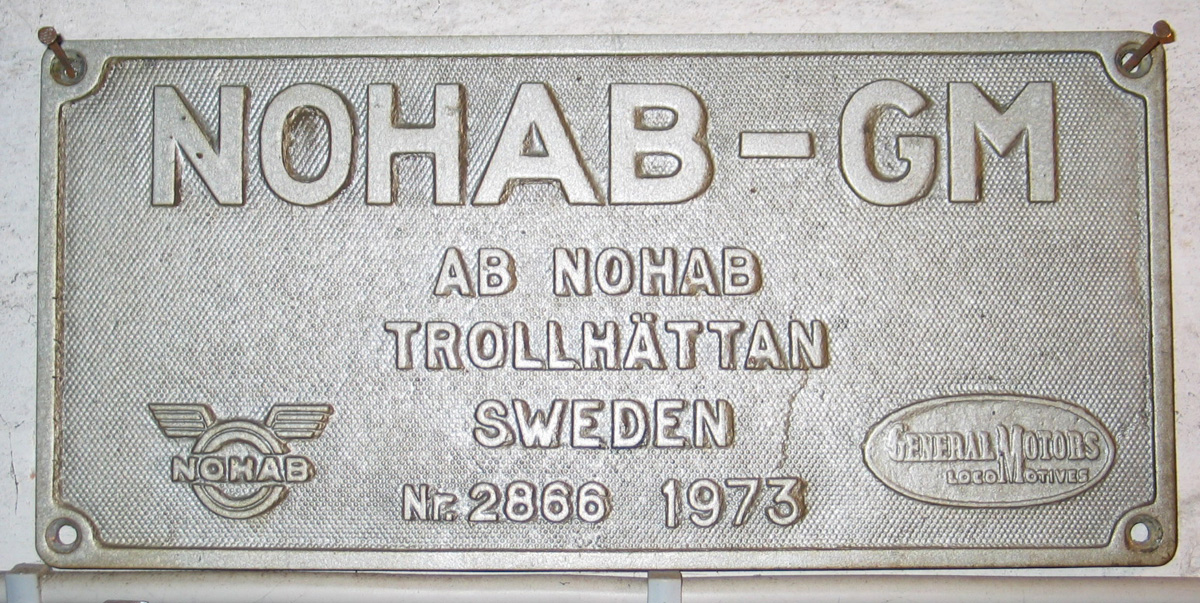 NOHAB-GM
AB NOHAB
TROLLHÄTTAN
SWEDEN
NOHAB
Nr. 2866 1973
GENERAL MOTORS
LOCOMOTIVES